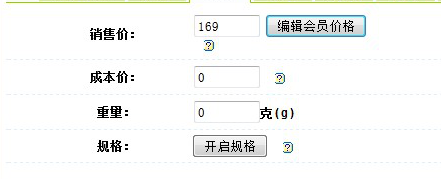 销售价： 169 编辑会员价格
?
成本价： 0 ?
重量： 0 克(g)
规格： 开启规格 ?